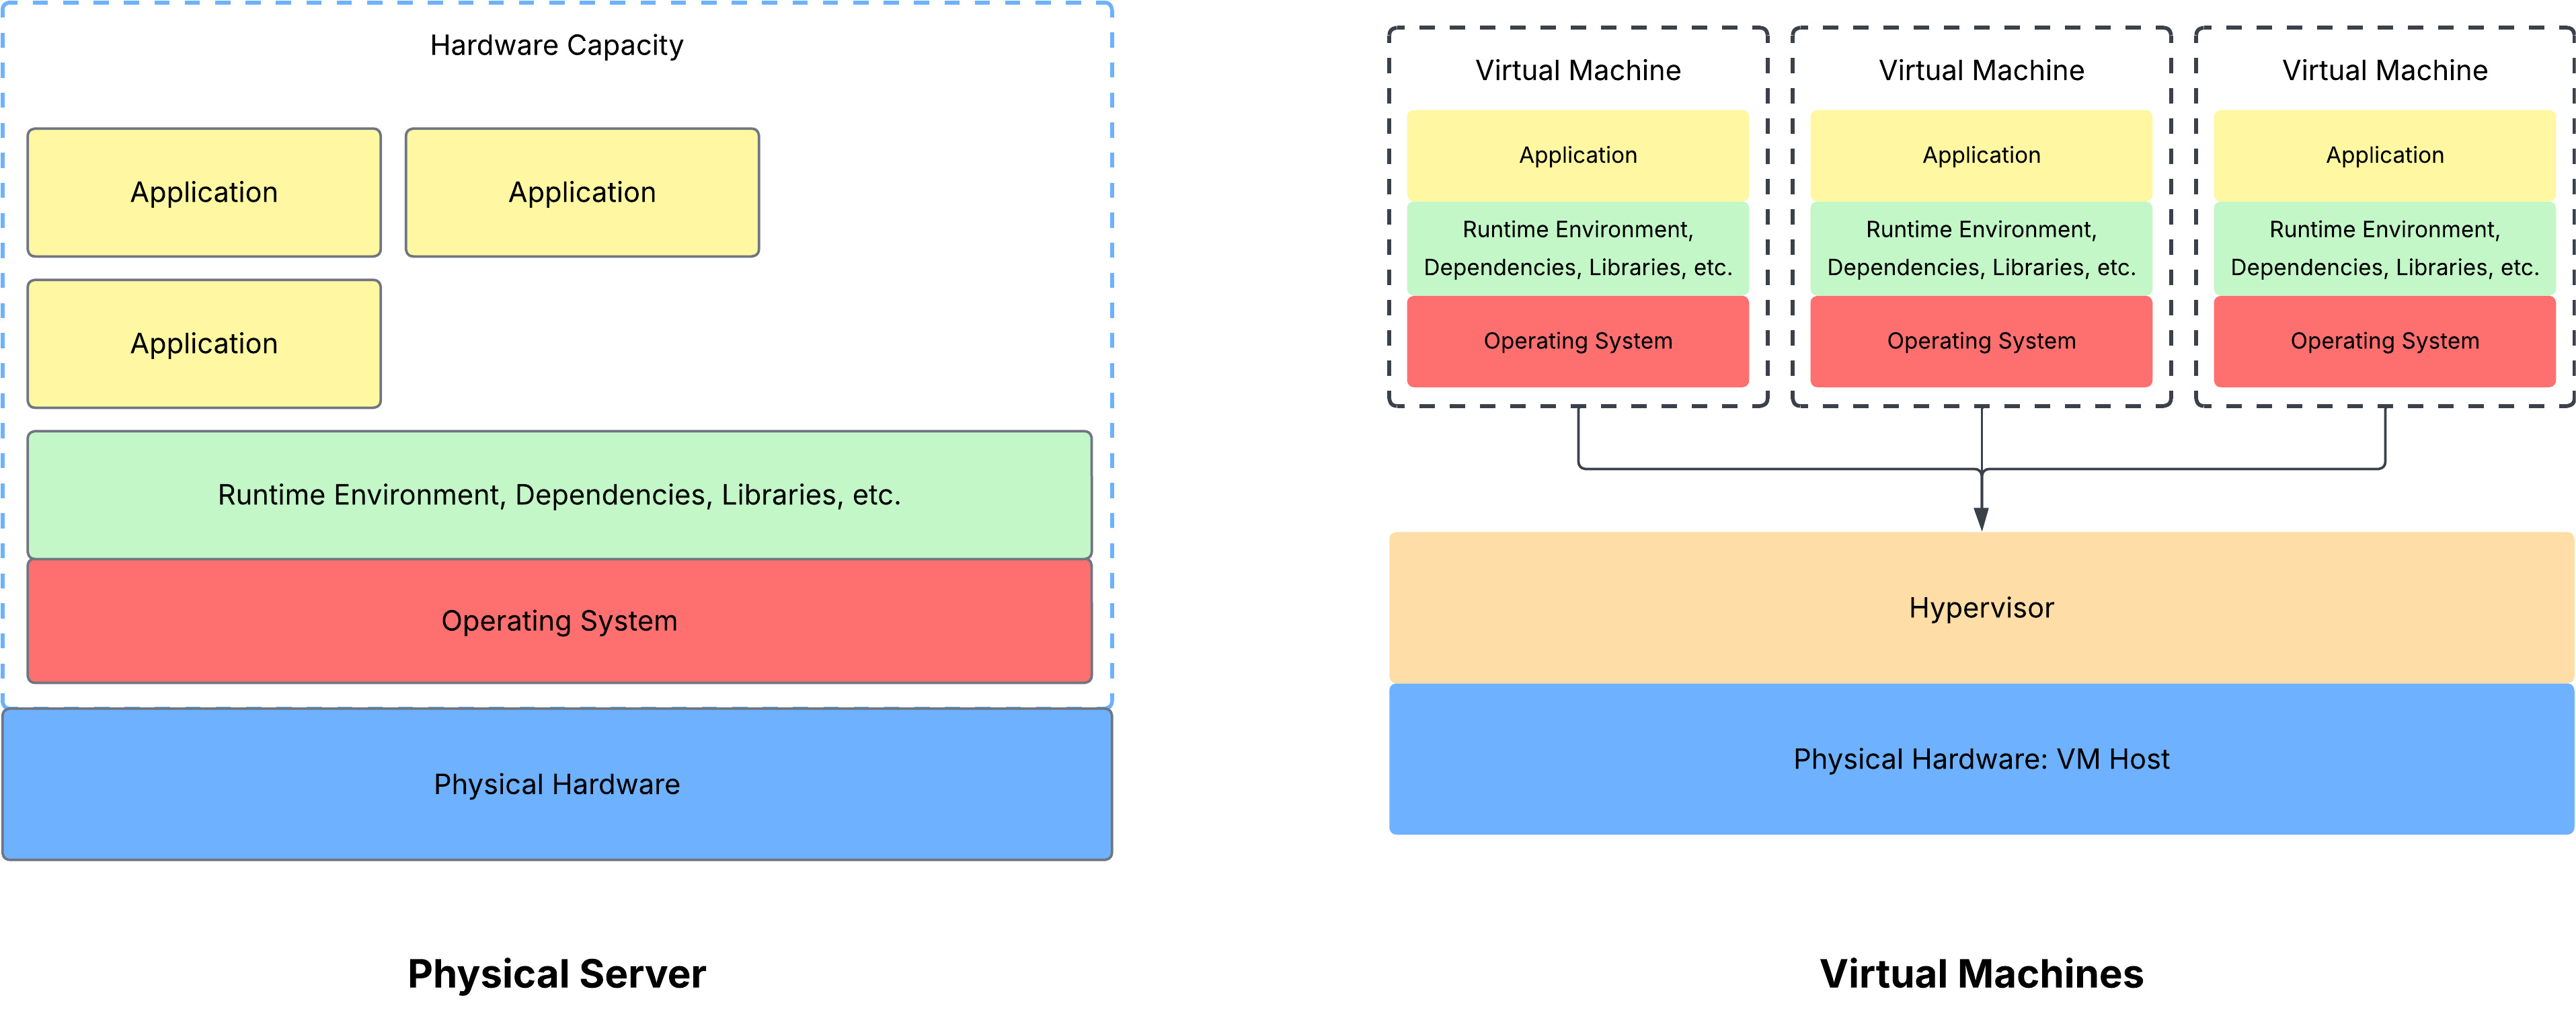 Hardware Capacity
Application
Application
Application
Runtime Environment, Dependencies, Libraries, etc.
Operating System
Physical Hardware
Physical Server
Virtual Machine
Application
Runtime Environment,
Dependencies, Libraries, etc.
Operating System
Virtual Machine
Application
Runtime Environment,
Dependencies, Libraries, etc.
Operating System
Virtual Machine
Application
Runtime Environment,
Dependencies, Libraries, etc.
Operating System
Hypervisor
Physical Hardware: VM Host
Virtual Machines